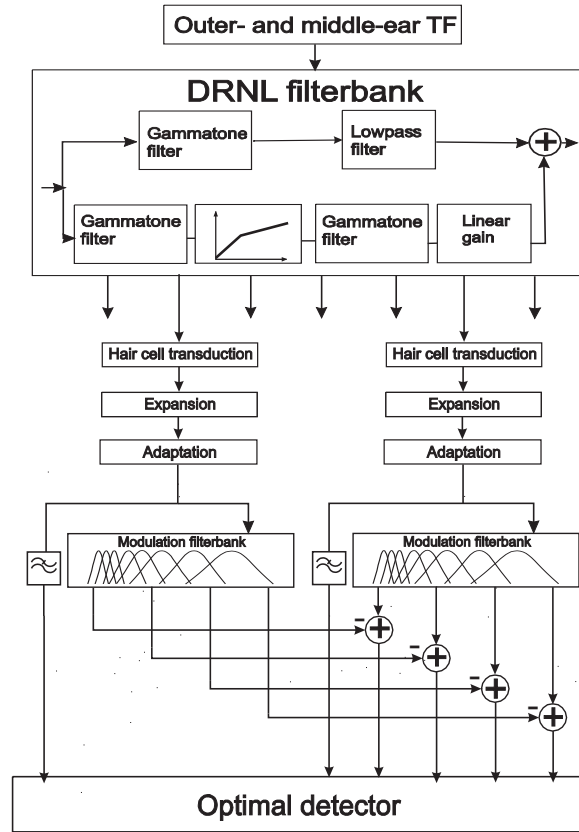 Outer- and middle-ear TF
DRNL filterbank
Gammatone
filter
Lowpass
filter
+
Gammatone
filter
Gammatone
filter
Linear
gain
Hair cell transduction
Hair cell transduction
Expansion
Expansion
Adaptation
Adaptation
Modulation filterbank
Modulation filterbank
- +
- +
- +
- +
Optimal detector